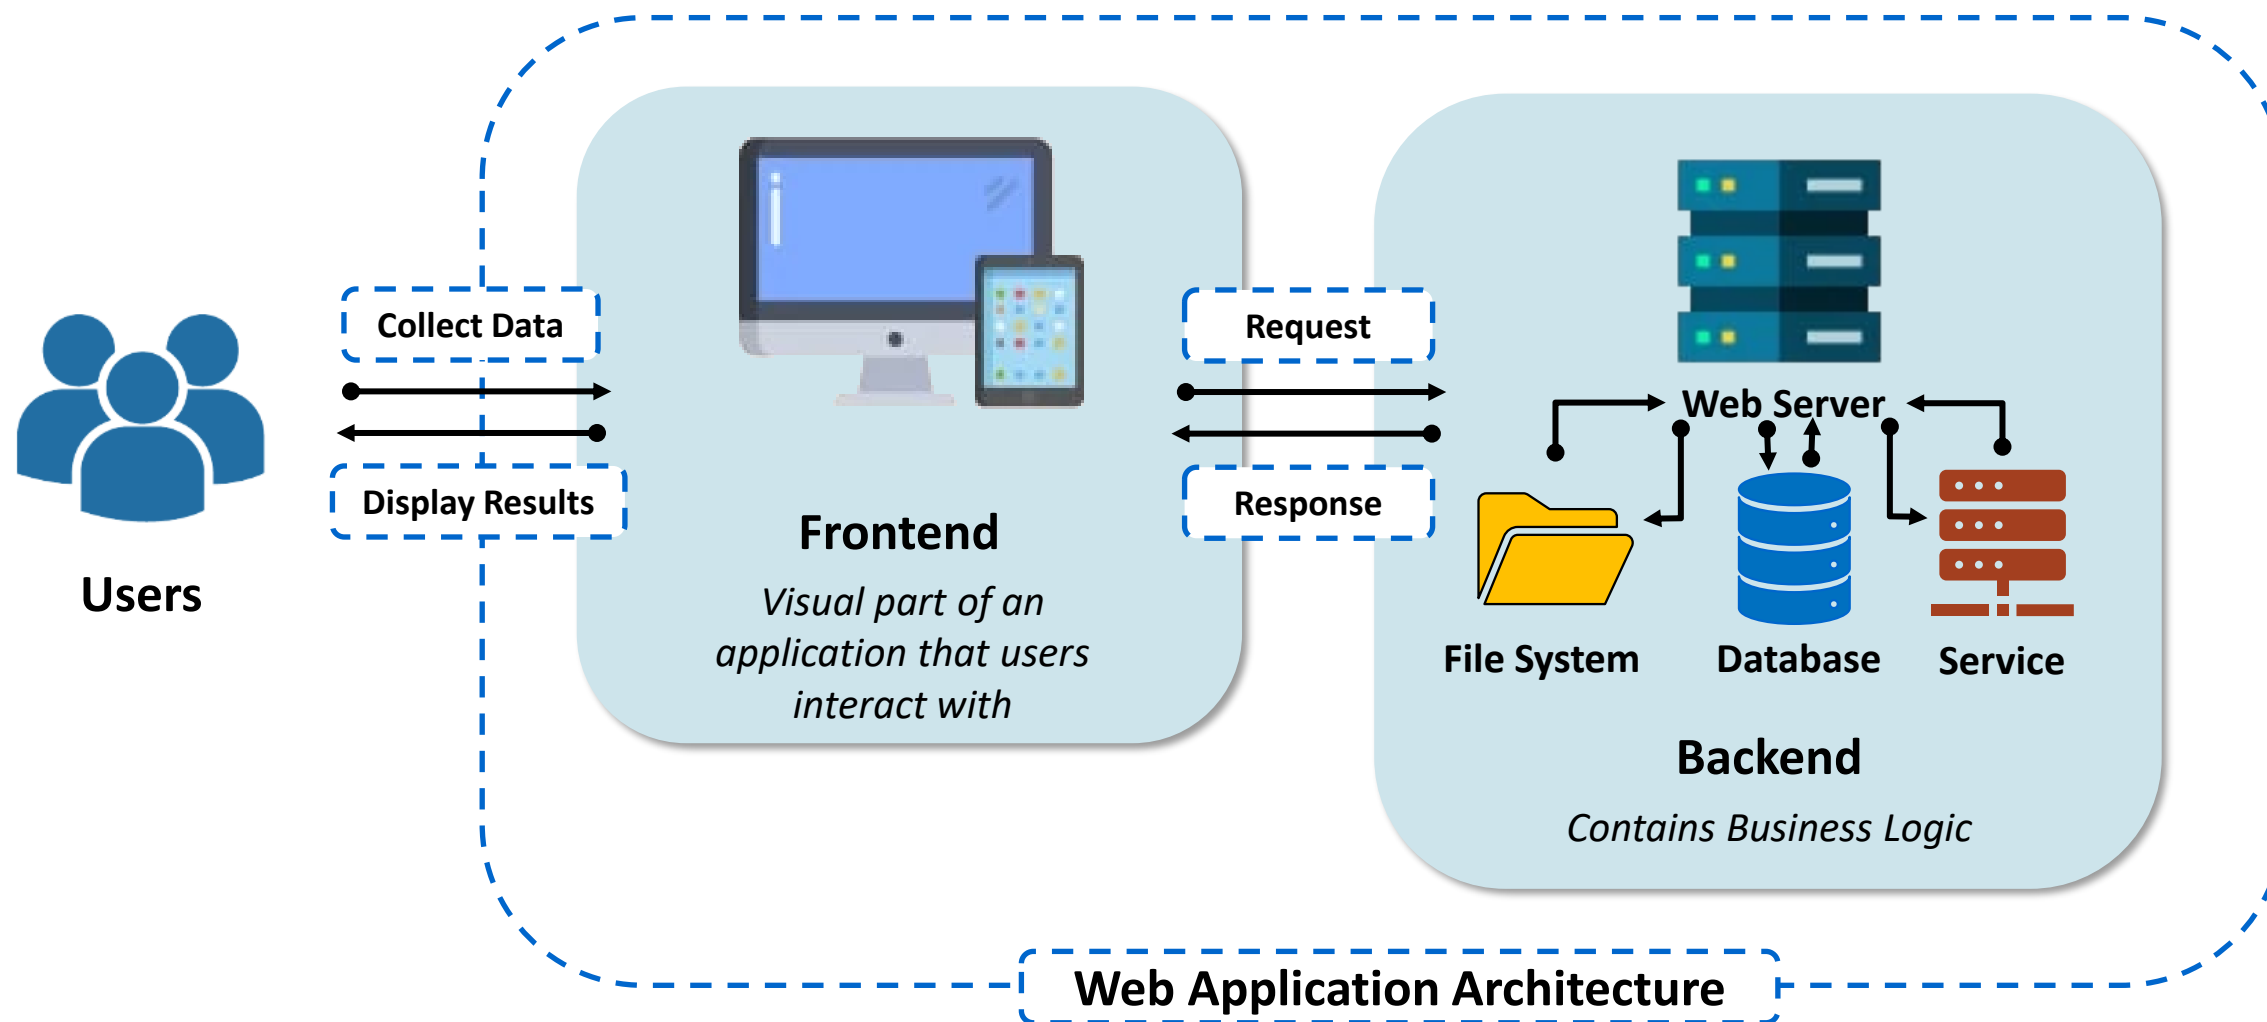 Users
Collect Data
Display Results
Frontend
Visual part of an
application that users
interact with
Request
Response
Web Server
File System
Database
Service
Backend
Contains Business Logic
Web Application Architecture